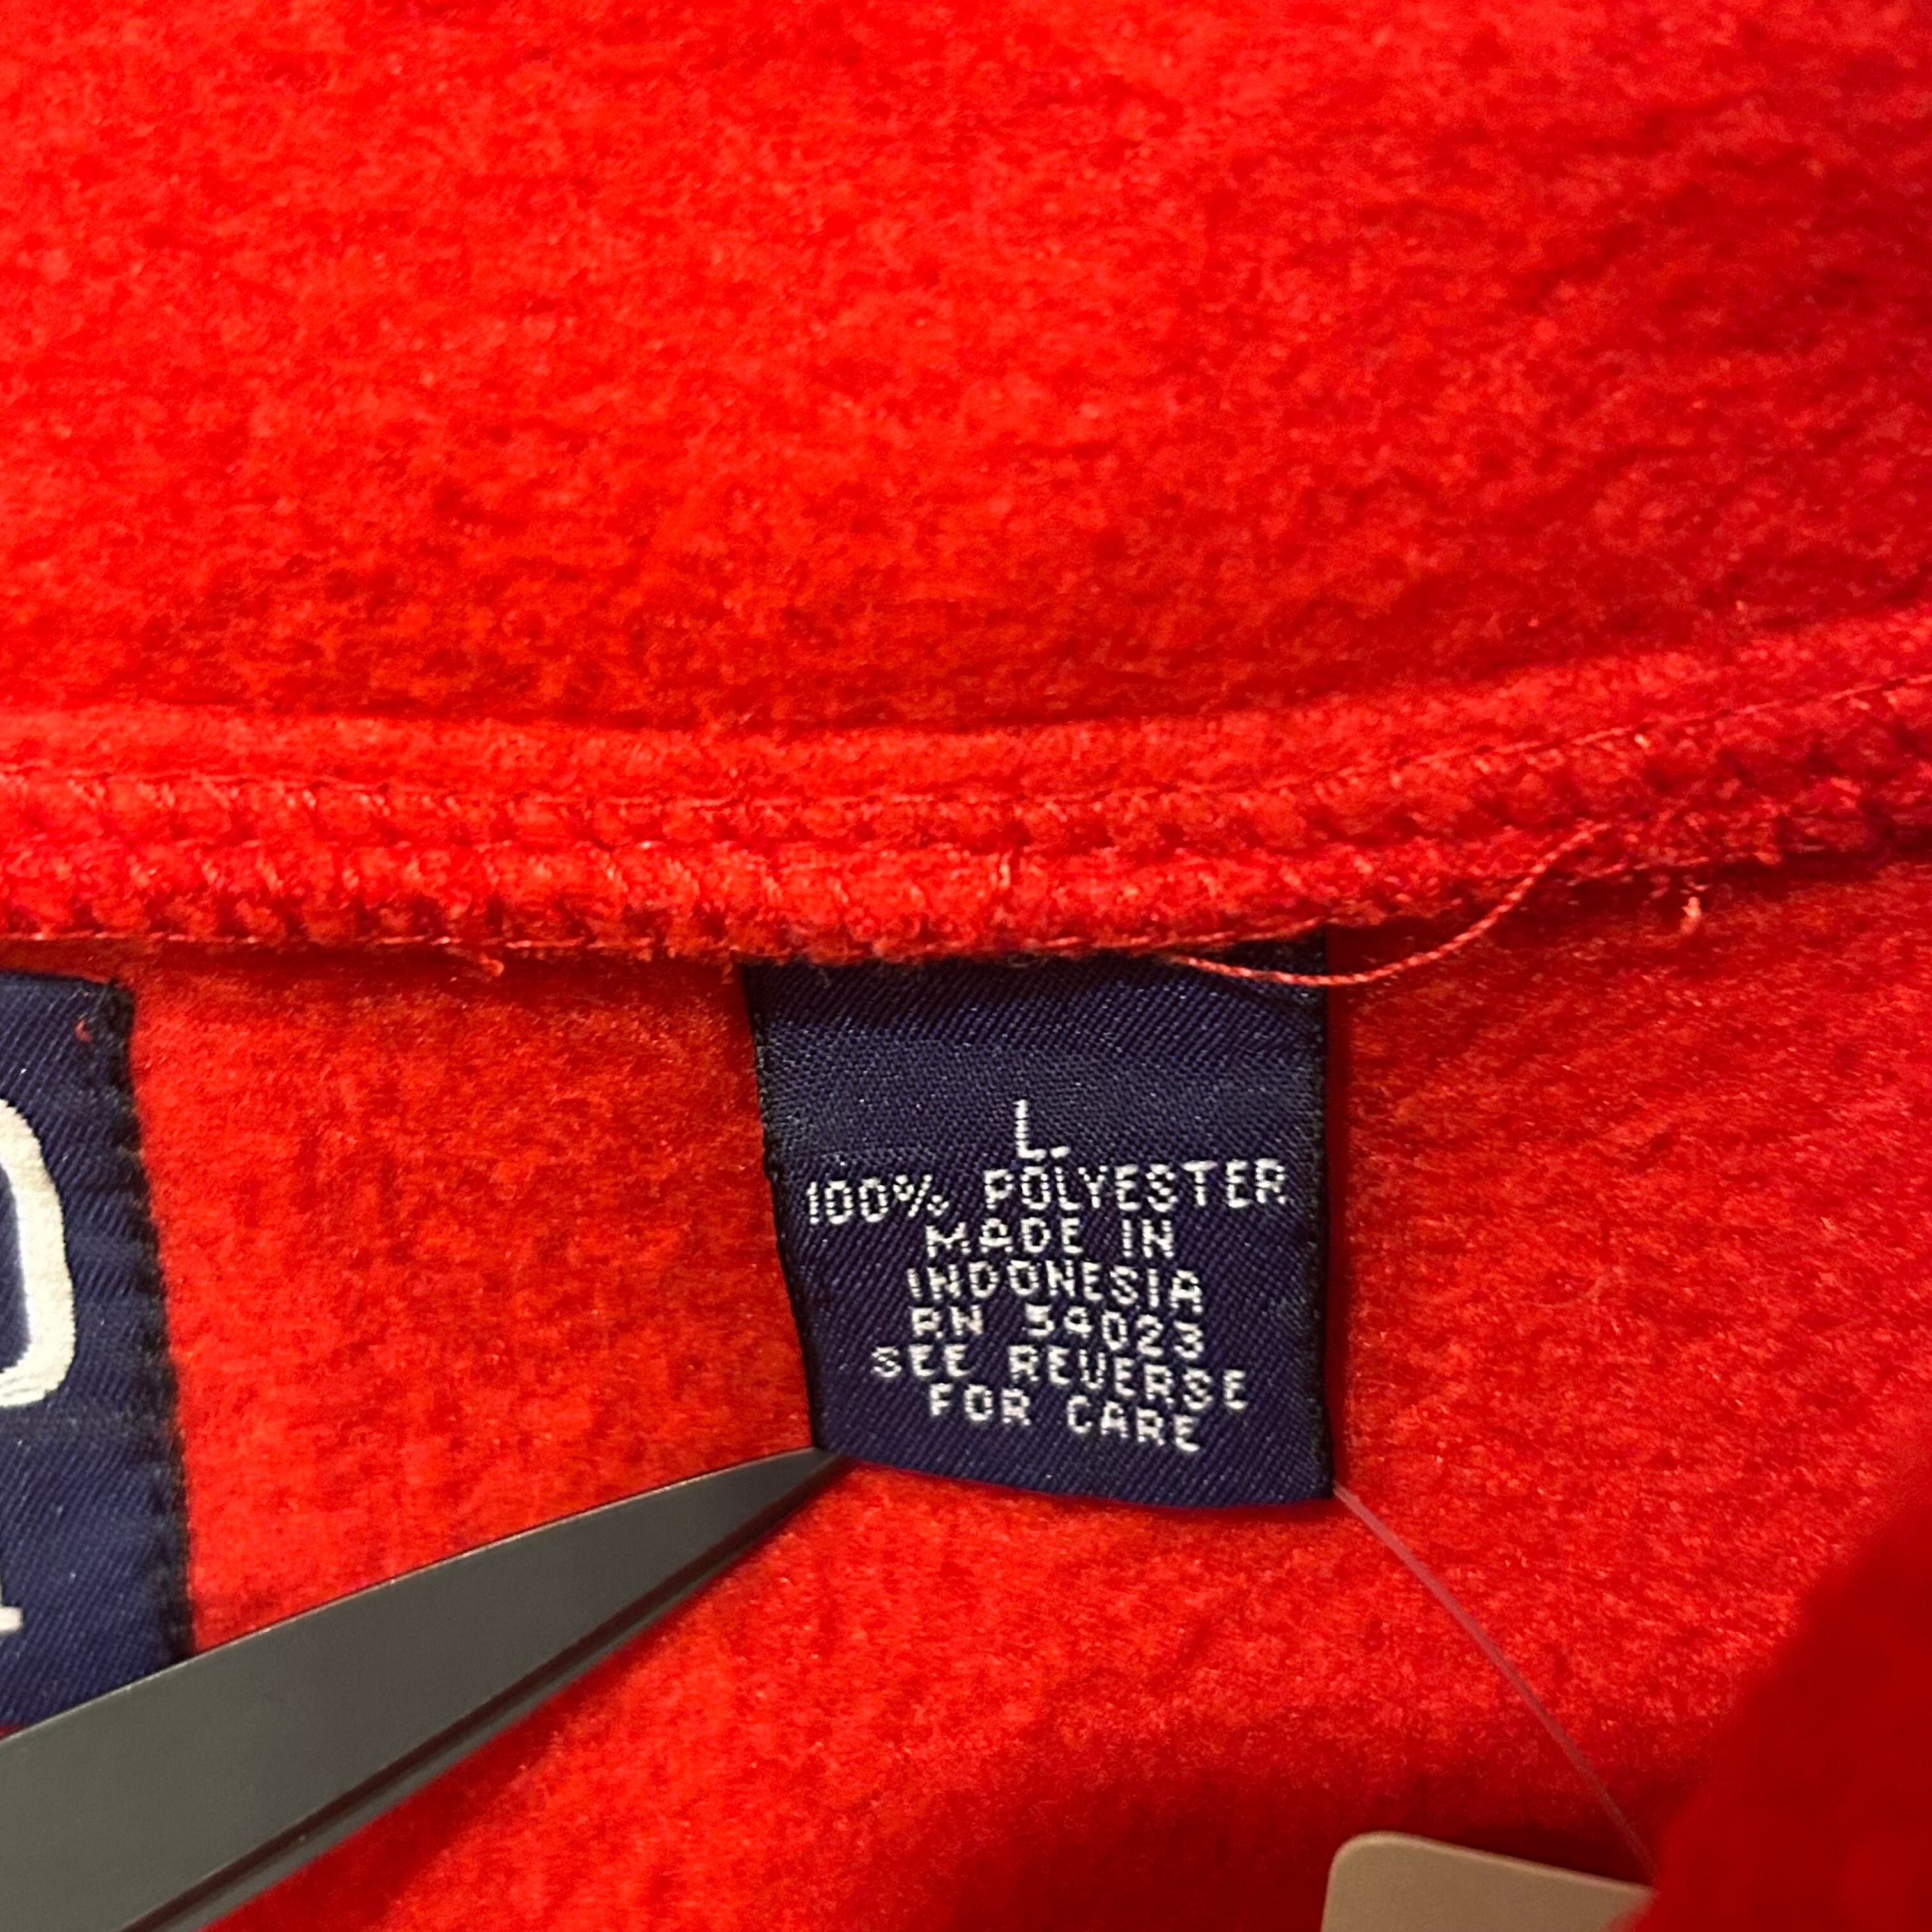 L.
100% POLYESTER
MADE IN
INDONESIA
RN 54023
SEE REVERSE
FOR CARE